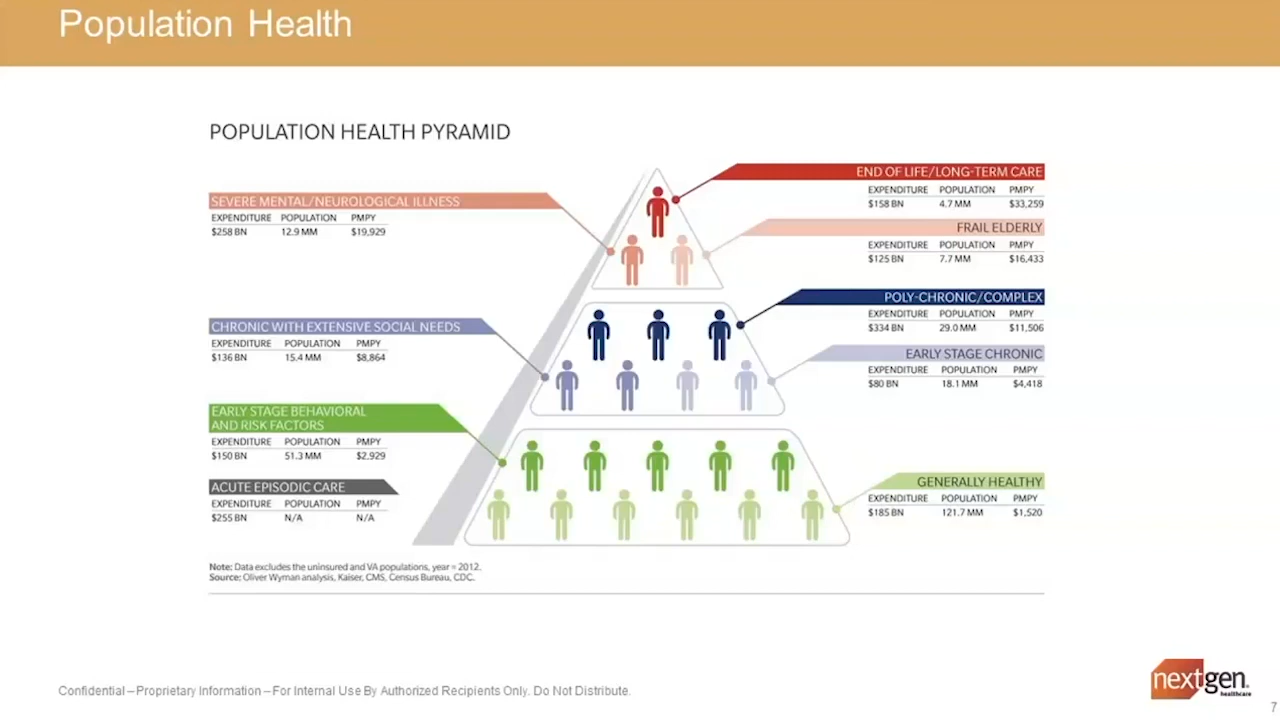 Population Health
POPULATION HEALTH PYRAMID
SEVERE MENTAL/NEUROLOGICAL ILLNESS
EXPENDITURE POPULATION PMPY
$258 BN 12.9 MM $19,929
CHRONIC WITH EXTENSIVE SOCIAL NEEDS
EXPENDITURE POPULATION PMPY
$136 BN 15.4 MM $8,864
EARLY STAGE BEHAVIORAL
AND RISK FACTORS
EXPENDITURE POPULATION PMPY
$150 BN 51.3 MM $2,929
ACUTE EPISODIC CARE
EXPENDITURE POPULATION PMPY
$255 BN N/A N/A
END OF LIFE/LONG-TERM CARE
EXPENDITURE POPULATION PMPY
$158 BN 4.7 MM $33,259
FRAIL ELDERLY
EXPENDITURE POPULATION PMPY
$125 BN 7.7 MM $16,433
POLY-CHRONIC/COMPLEX
EXPENDITURE POPULATION PMPY
$334 BN 29.0 MM $11,506
EARLY STAGE CHRONIC
EXPENDITURE POPULATION PMPY
$80 BN 18.1 MM $4,418
GENERALLY HEALTHY
EXPENDITURE POPULATION PMPY
$185 BN 121.7 MM $1,520
Note: Data excludes the uninsured and VA populations, year = 2012.
Source: Oliver Wyman analysis, Kaiser, CMS, Census Bureau, CDC.
Confidential – Proprietary Information – For Internal Use By Authorized Recipients Only. Do Not Distribute.
nextgen
healthcare
7